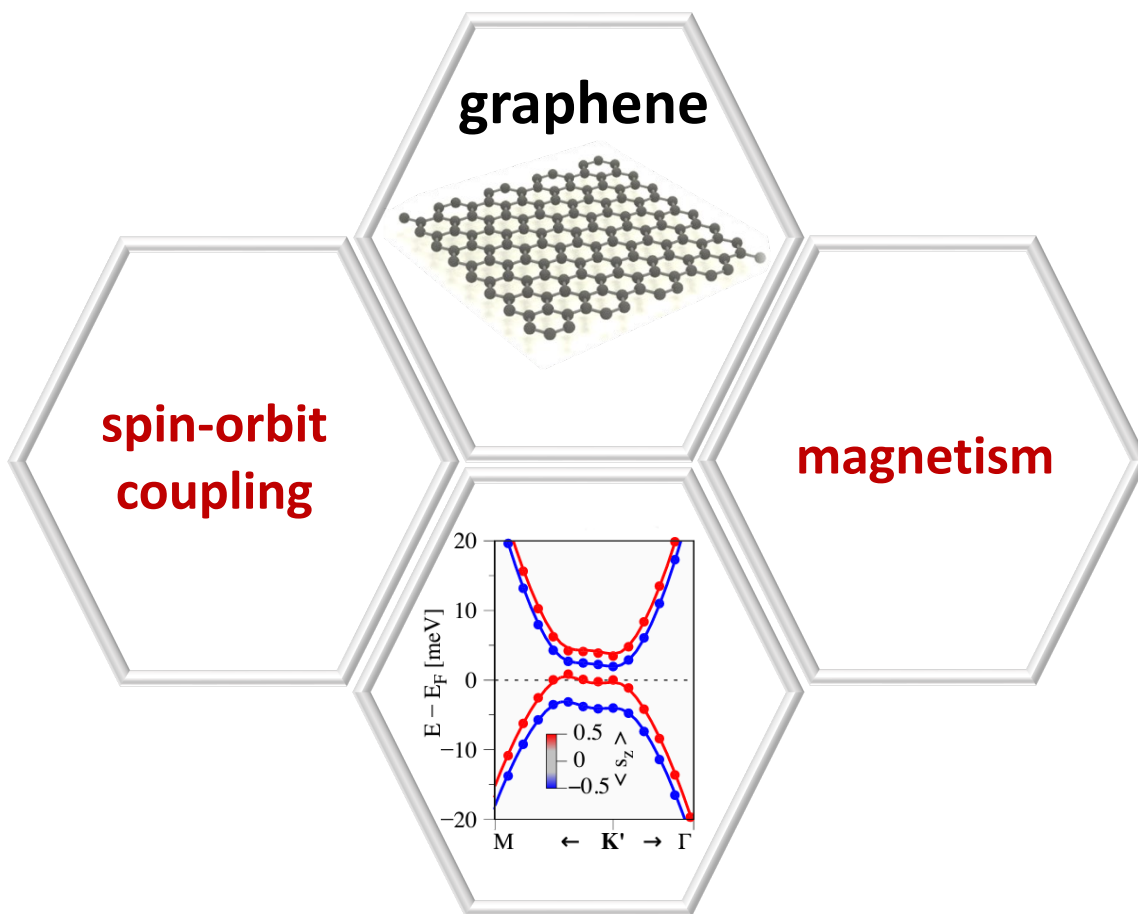 graphene
spin-orbit
coupling
magnetism
E − E_F [meV]
20
10
0
−10
−20
0.5
0
−0.5
< s_z >
M ← K' → Γ